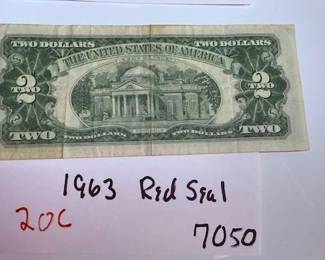 TWO DOLLARS TWO DOLLARS
THE UNITED STATES OF AMERICA
2 2
TWO TWO
TWO TWO
1963 Red Seal
20C
7050